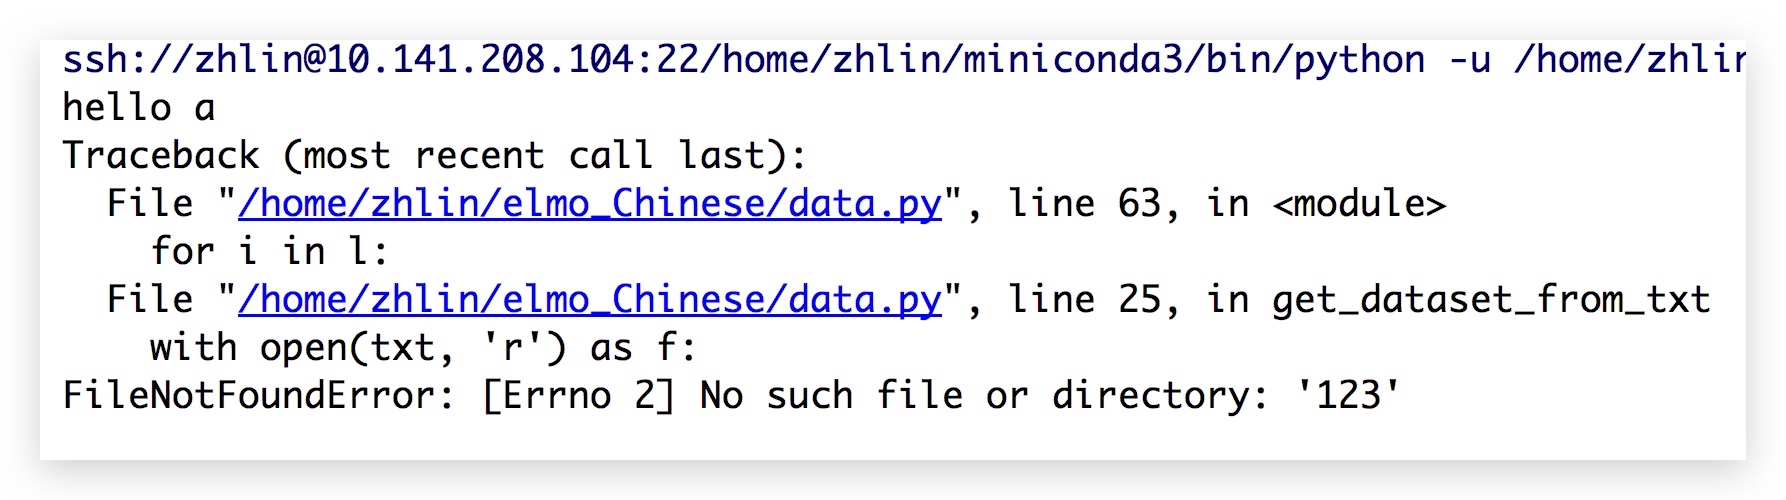 ssh://zhlin@10.141.208.104:22/home/zhlin/miniconda3/bin/python -u /home/zhlin
hello a
Traceback (most recent call last):
  File "/home/zhlin/elmo_Chinese/data.py", line 63, in <module>
    for i in l:
  File "/home/zhlin/elmo_Chinese/data.py", line 25, in get_dataset_from_txt
    with open(txt, 'r') as f:
FileNotFoundError: [Errno 2] No such file or directory: '123'